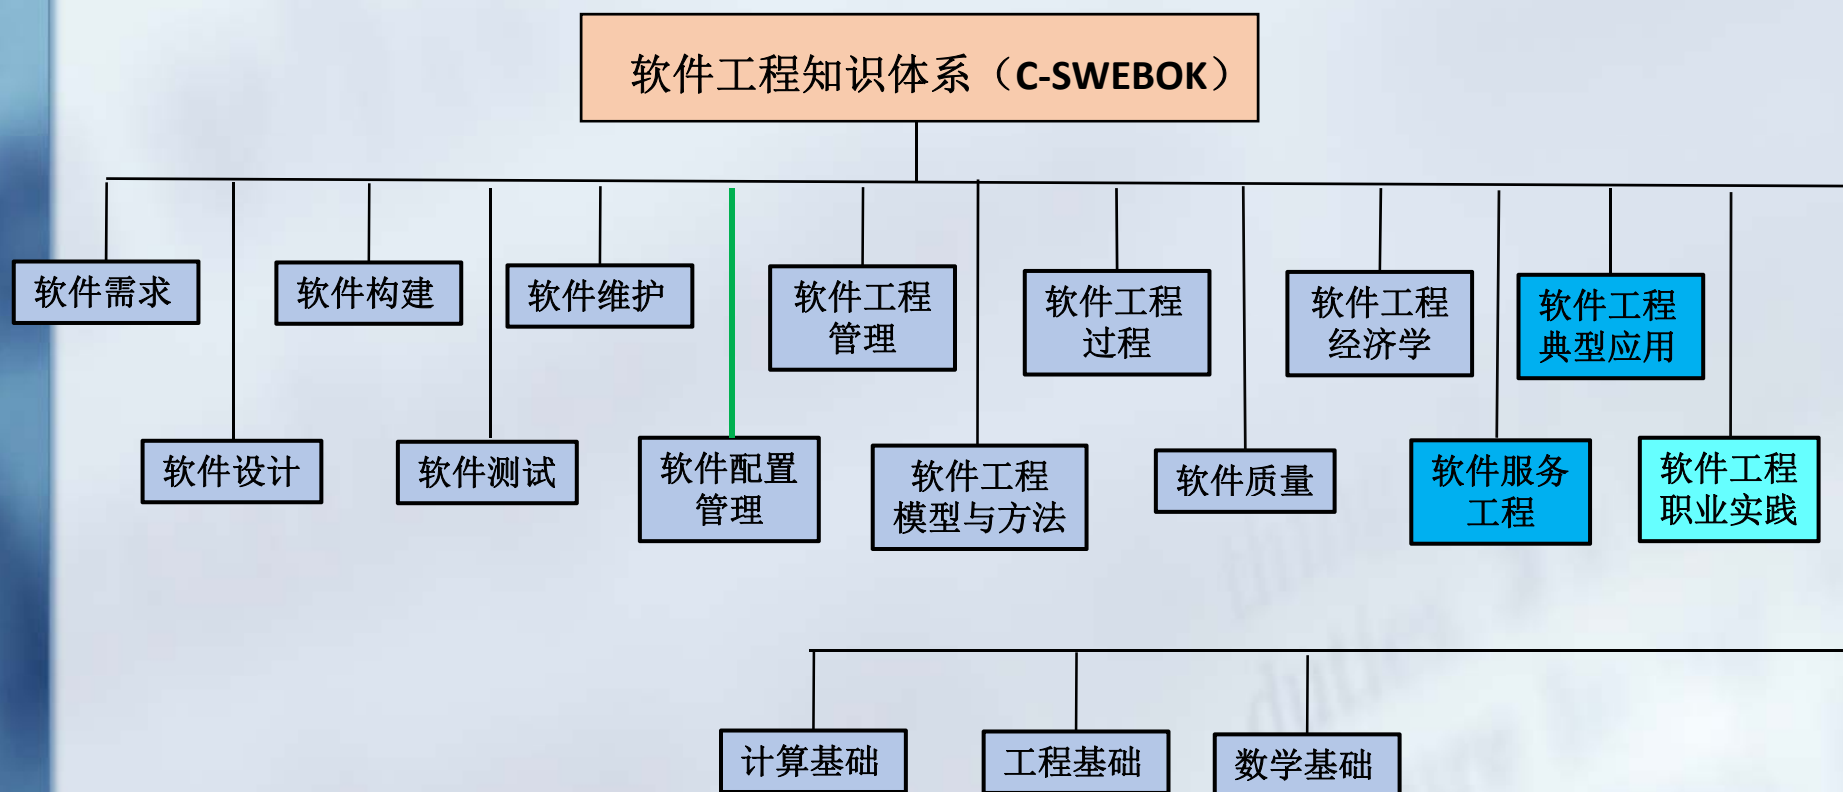 软件工程知识体系（C-SWEBOK）
软件需求
软件构建
软件维护
软件工程
管理
软件工程
过程
软件工程
经济学
软件工程
典型应用
软件设计
软件测试
软件配置
管理
软件工程
模型与方法
软件质量
软件服务
工程
软件工程
职业实践
计算基础
工程基础
数学基础